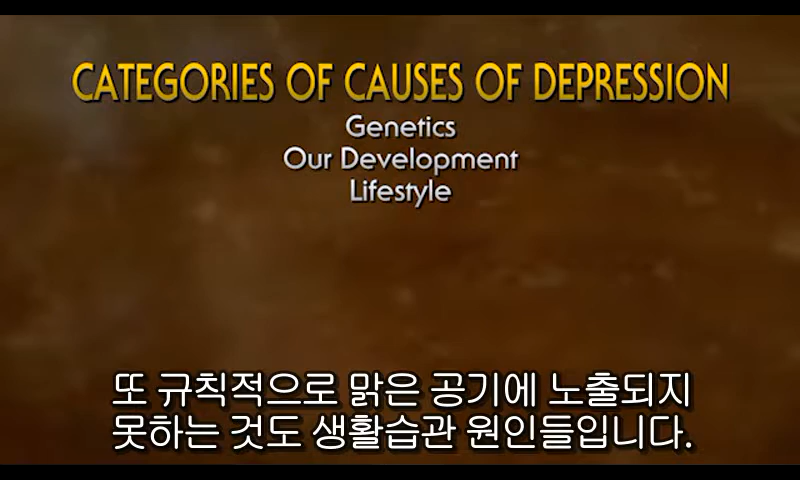 CATEGORIES OF CAUSES OF DEPRESSION
Genetics
Our Development
Lifestyle
또 규칙적으로 맑은 공기에 노출되지
못하는 것도 생활습관 원인들입니다.